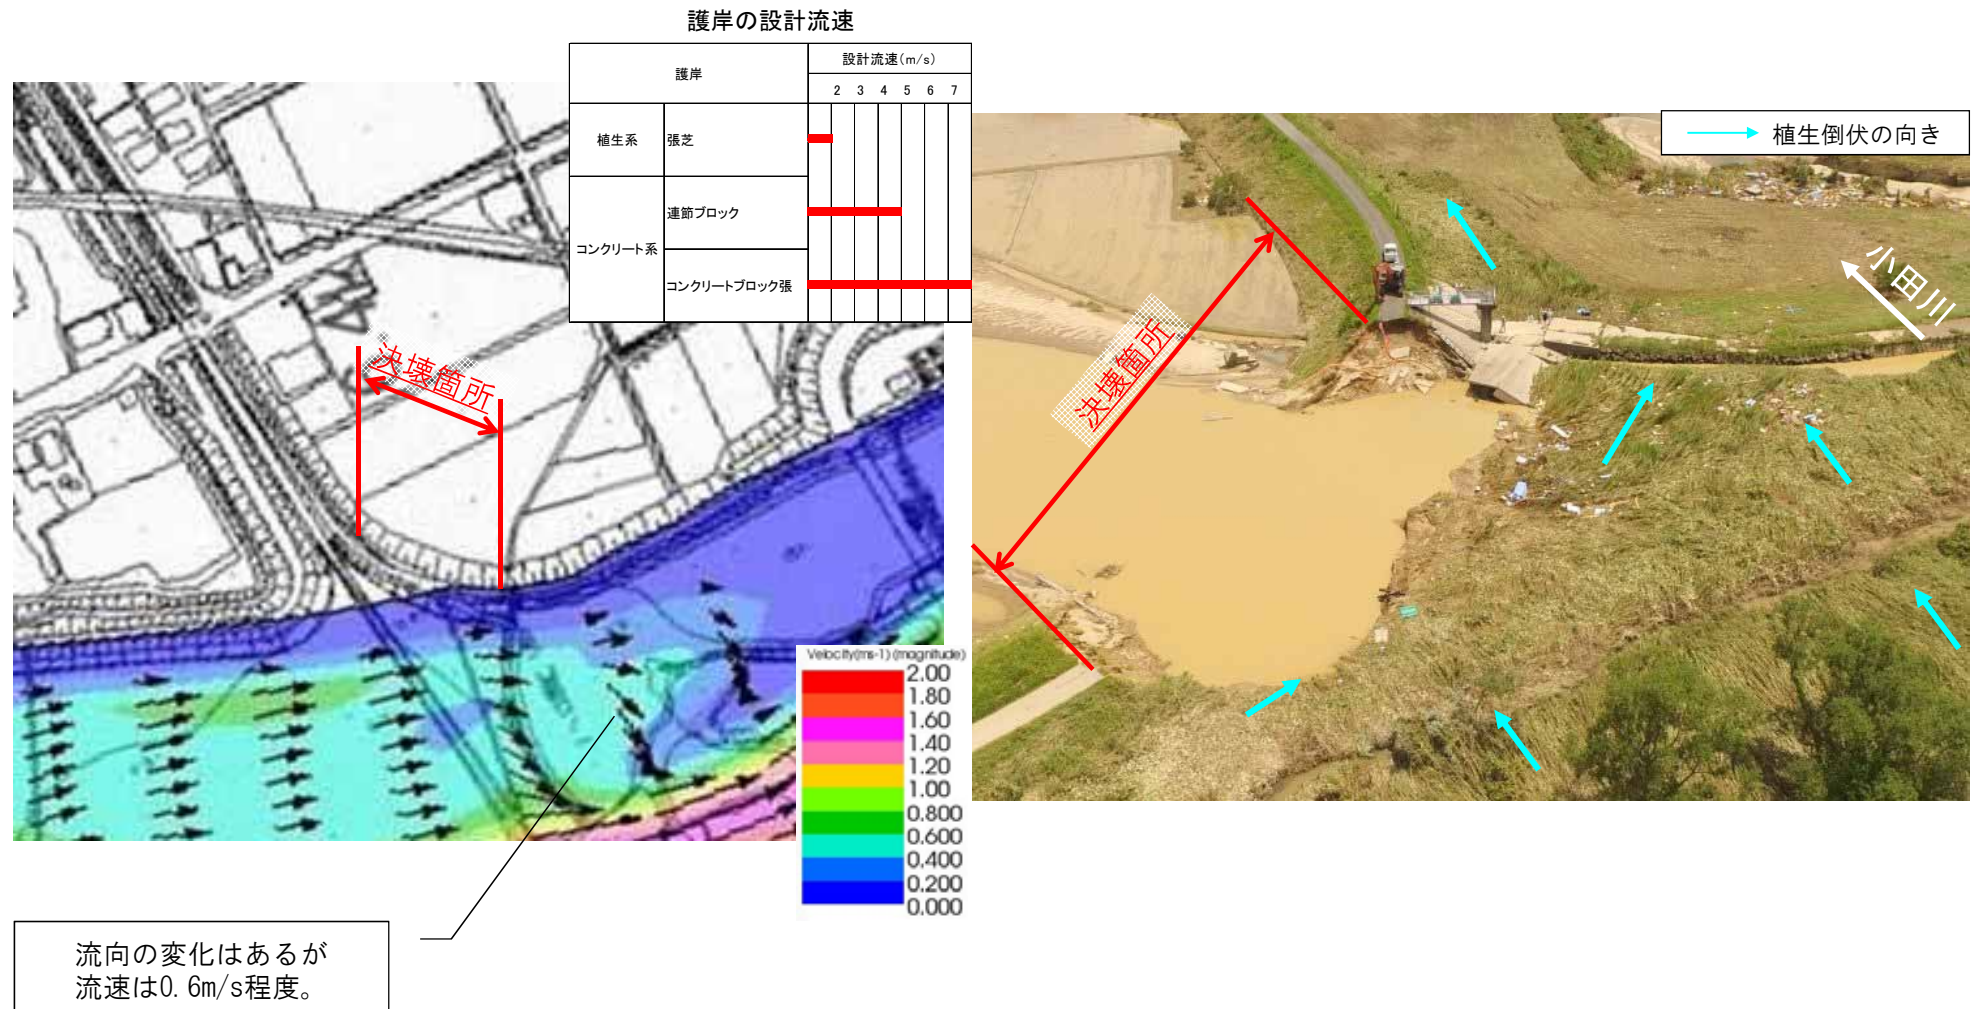 護岸の設計流速
護岸
設計流速(m/s)
2 3 4 5 6 7
植生系
張芝
コンクリート系
連節ブロック
コンクリートブロック張
決壊箇所
Velocity(ms-1) (magnitude)
2.00
1.80
1.60
1.40
1.20
1.00
0.800
0.600
0.400
0.200
0.000
流向の変化はあるが
流速は0.6m/s程度。
植生倒伏の向き
小田川
決壊箇所